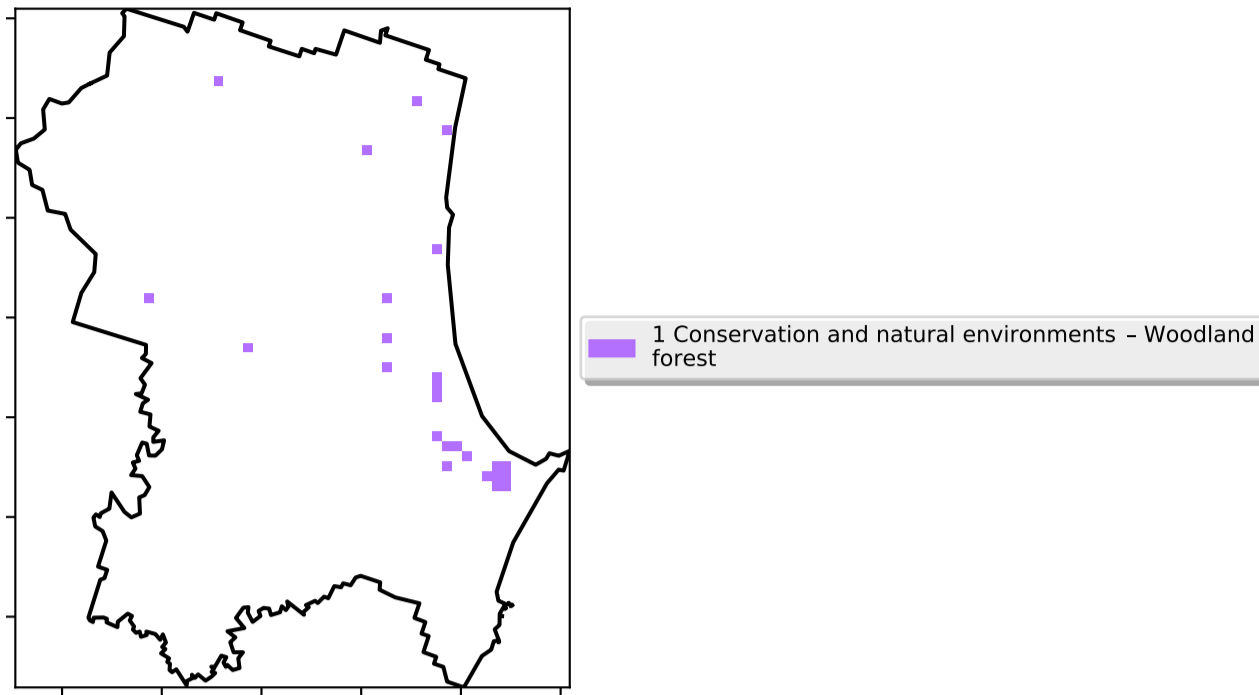 1 Conservation and natural environments – Woodland
forest